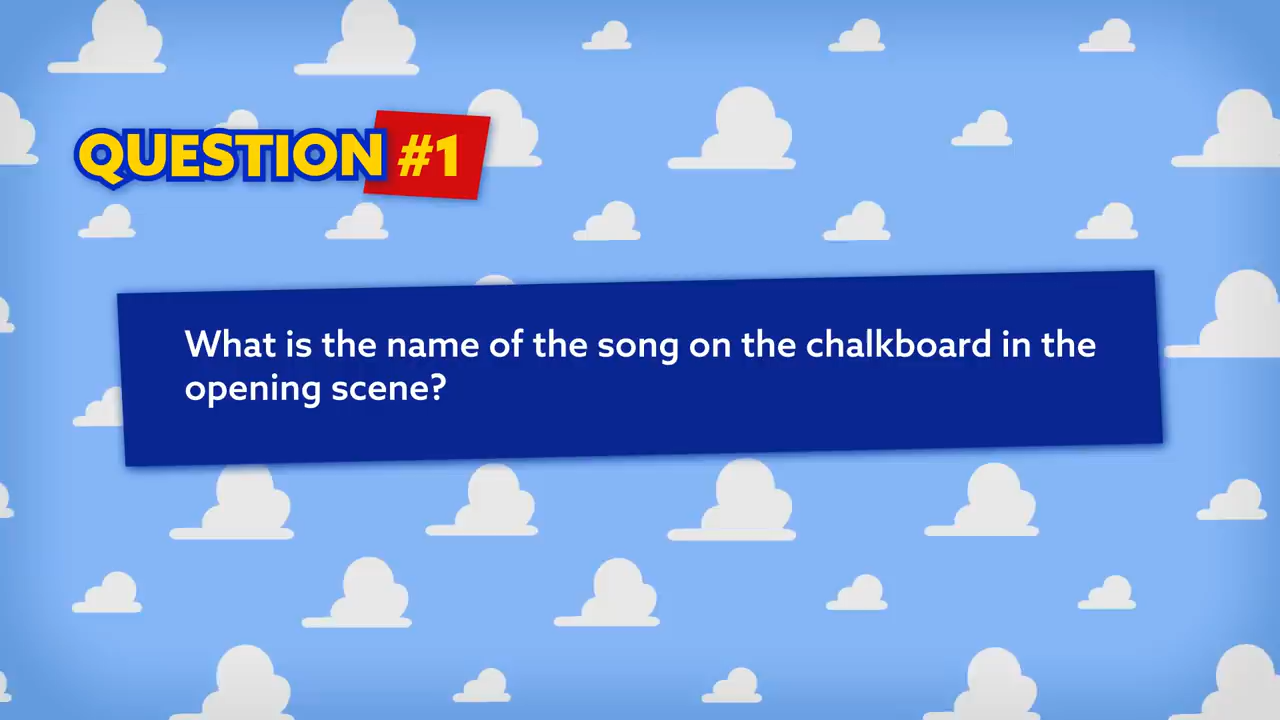 QUESTION #1
What is the name of the song on the chalkboard in the
opening scene?